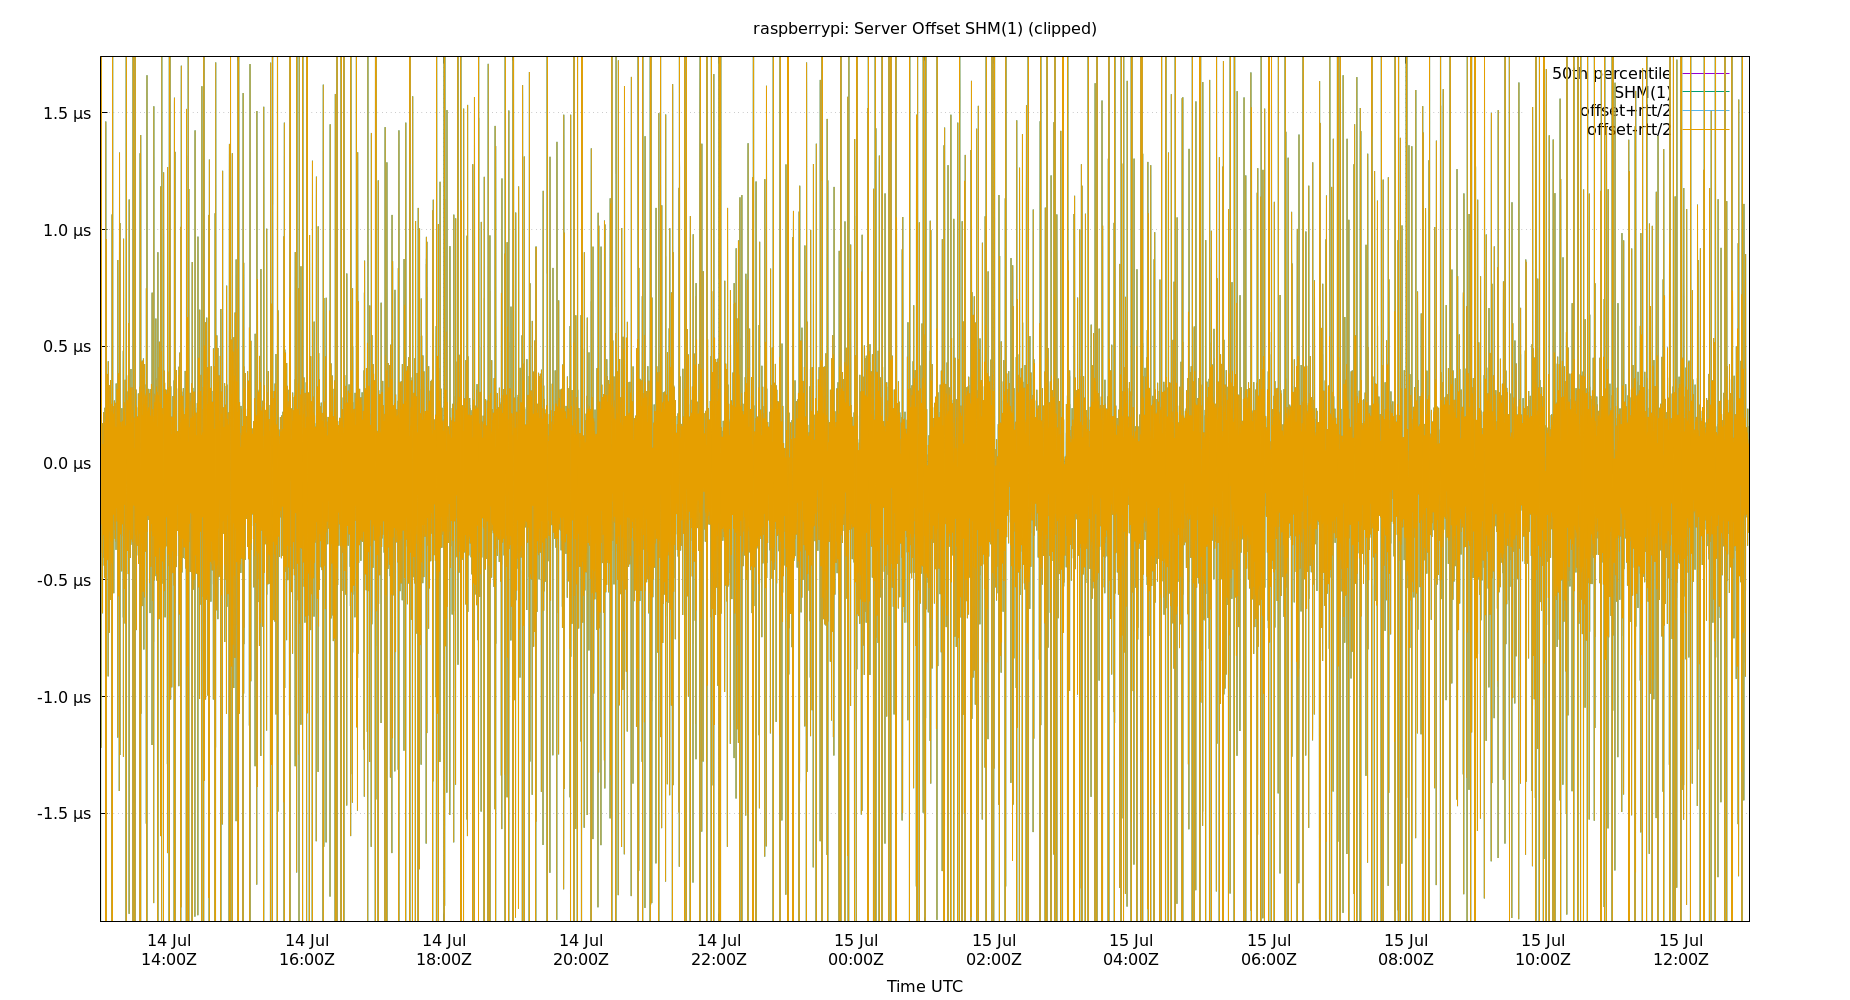 raspberrypi: Server Offset SHM(1) (clipped)
50th percentile
SHM(1)
offset+rtt/2
offset-rtt/2
1.5 µs
1.0 µs
0.5 µs
0.0 µs
-0.5 µs
-1.0 µs
-1.5 µs
14 Jul 14 Jul 14 Jul 14 Jul 14 Jul 15 Jul 15 Jul 15 Jul 15 Jul 15 Jul 15 Jul 15 Jul
14:00Z 16:00Z 18:00Z 20:00Z 22:00Z 00:00Z 02:00Z 04:00Z 06:00Z 08:00Z 10:00Z 12:00Z
Time UTC